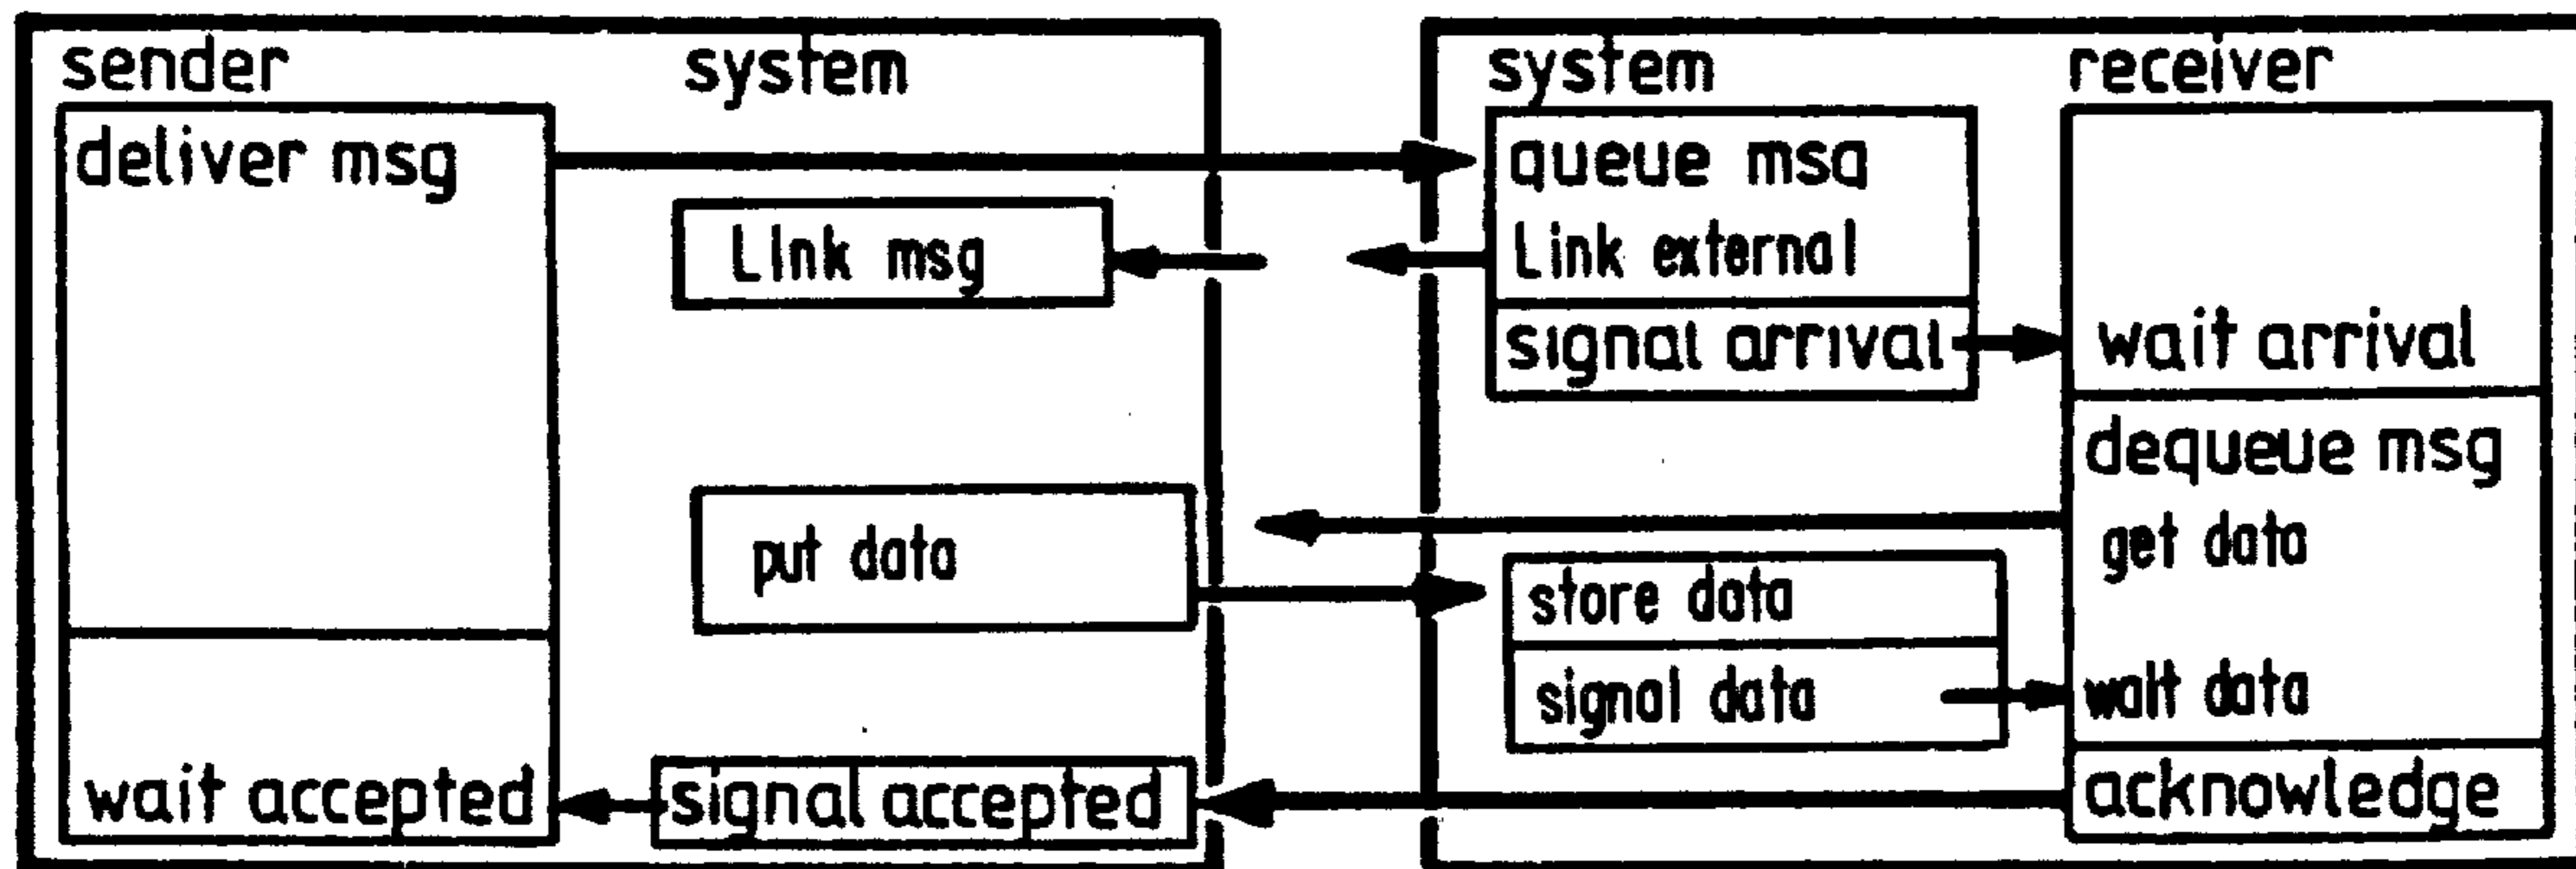 sender system system receiver
deliver msg queue msq
Link msg Link external
signal arrival wait arrival
dequeue msg
put data get data
store data
signal data wait data
wait accepted signal accepted acknowledge